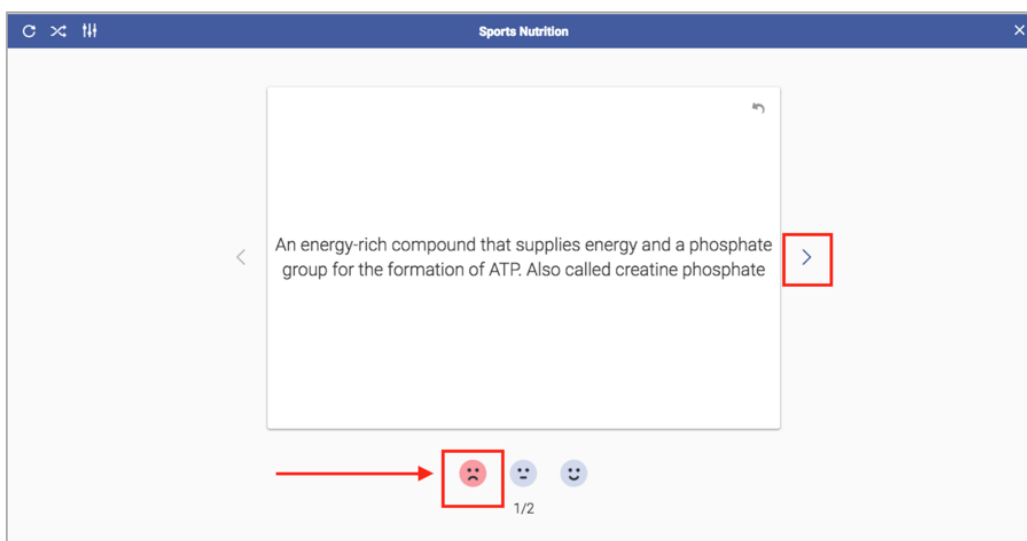 Sports Nutrition
An energy-rich compound that supplies energy and a phosphate
group for the formation of ATP. Also called creatine phosphate
1/2